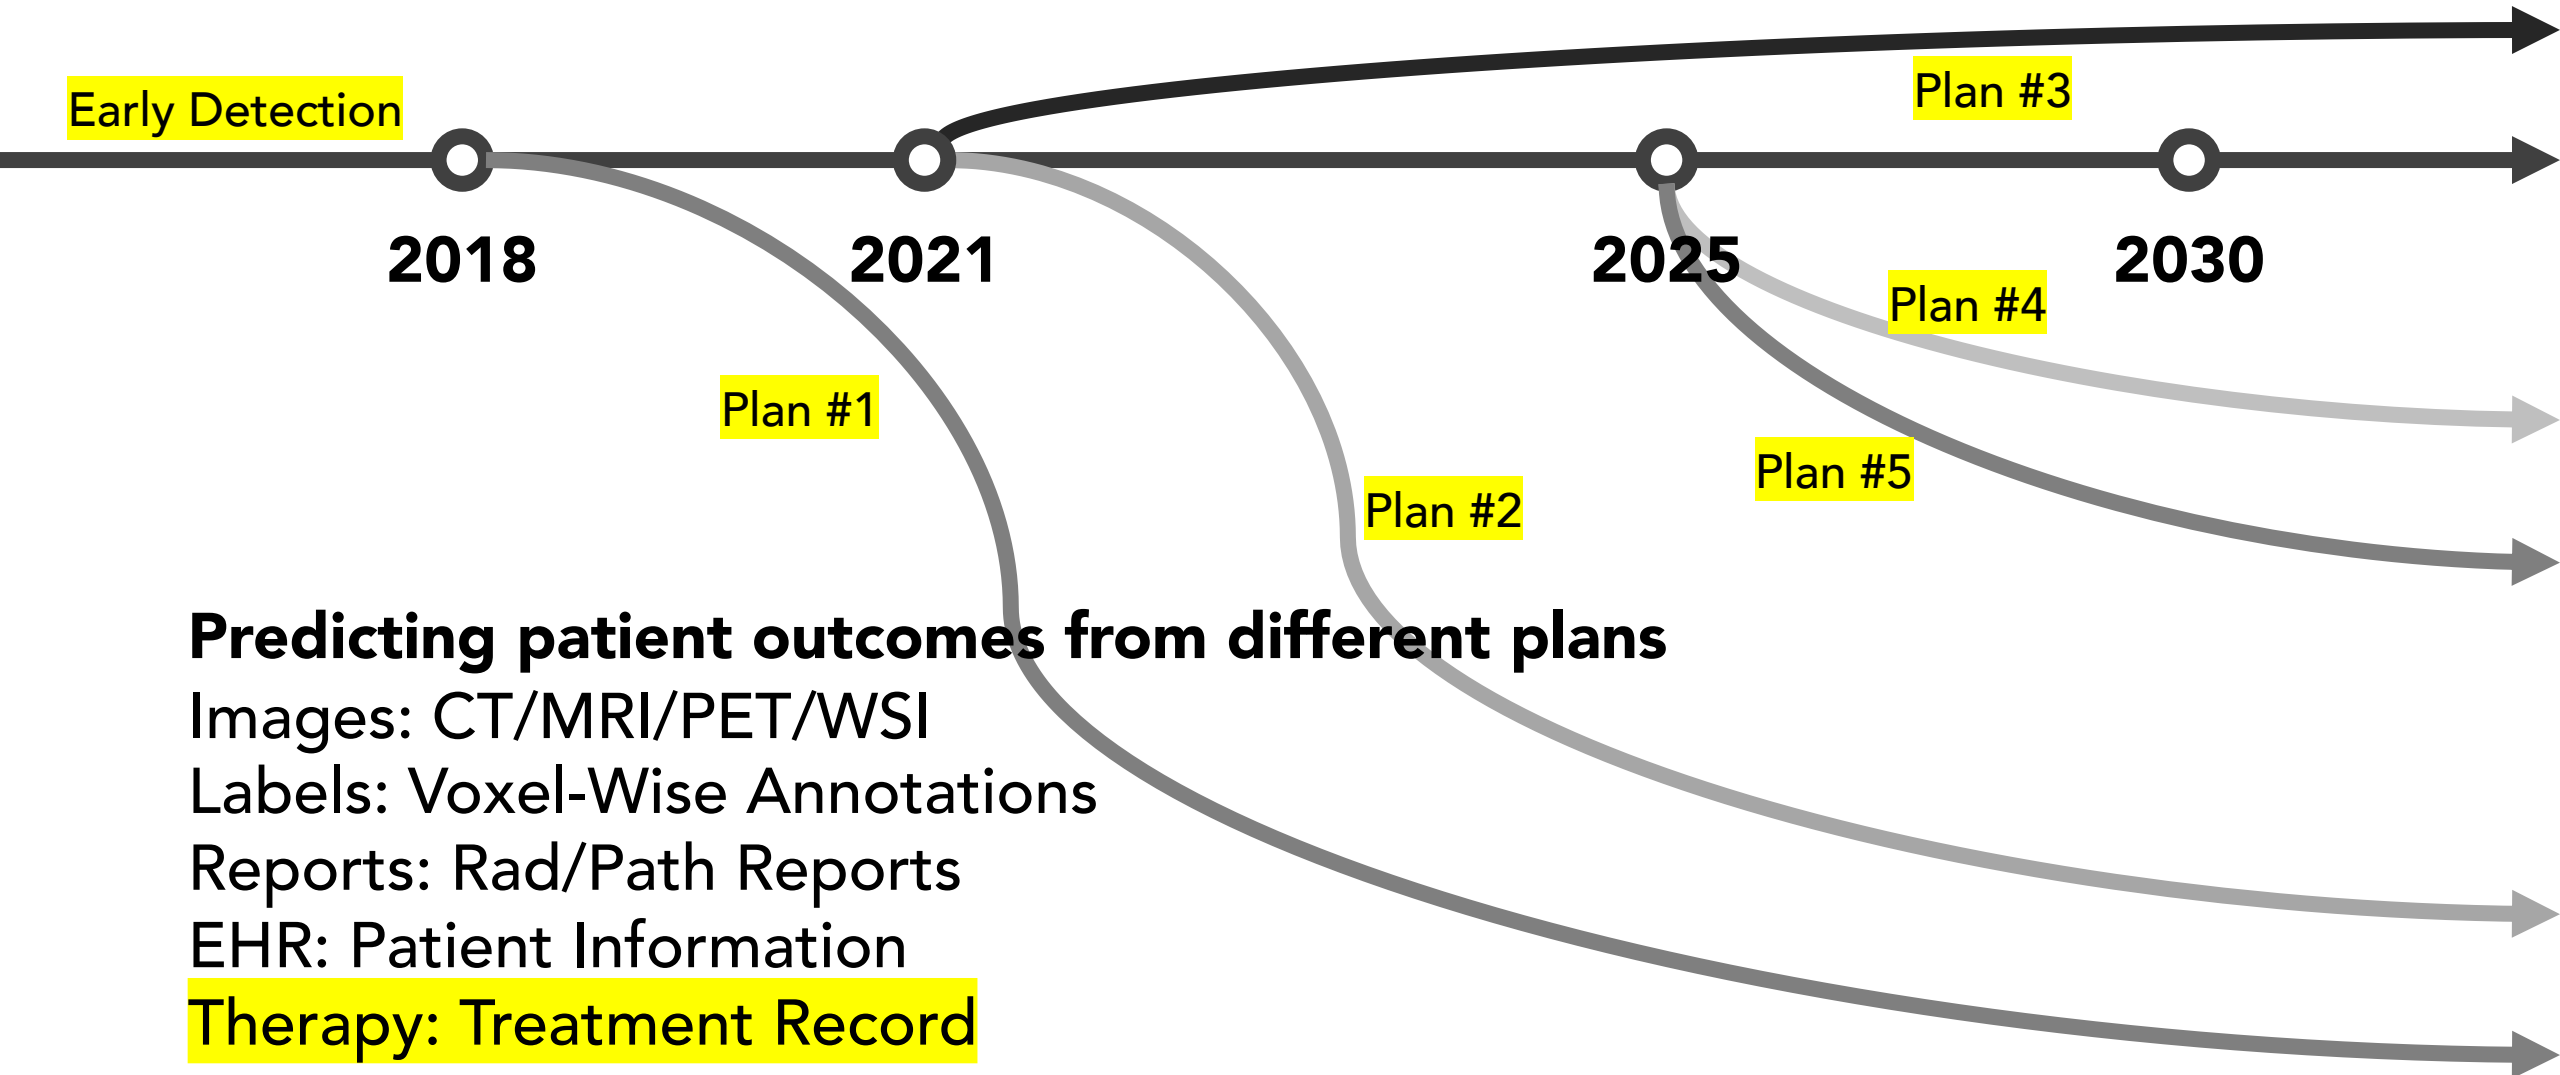 Early Detection
Plan #3
2018
2021
2025
2030
Plan #4
Plan #1
Plan #5
Plan #2
Predicting patient outcomes from different plans
Images: CT/MRI/PET/WSI
Labels: Voxel-Wise Annotations
Reports: Rad/Path Reports
EHR: Patient Information
Therapy: Treatment Record